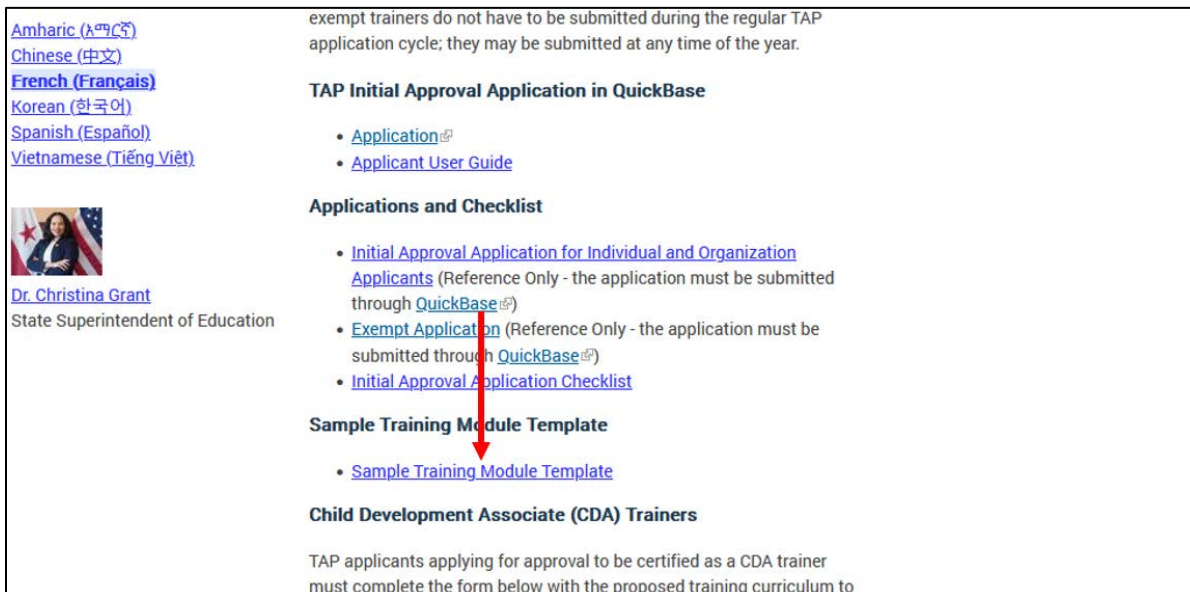 Amharic (አማርኛ)
Chinese (中文)
French (Français)
Korean (한국어)
Spanish (Español)
Vietnamese (Tiếng Việt)
Dr. Christina Grant
State Superintendent of Education
exempt trainers do not have to be submitted during the regular TAP
application cycle; they may be submitted at any time of the year.
TAP Initial Approval Application in QuickBase
• Application
• Applicant User Guide
Applications and Checklist
• Initial Approval Application for Individual and Organization
Applicants (Reference Only - the application must be submitted
through QuickBase)
• Exempt Application (Reference Only - the application must be
submitted through QuickBase)
• Initial Approval Application Checklist
Sample Training Module Template
• Sample Training Module Template
Child Development Associate (CDA) Trainers
TAP applicants applying for approval to be certified as a CDA trainer
must complete the form below with the proposed training curriculum to